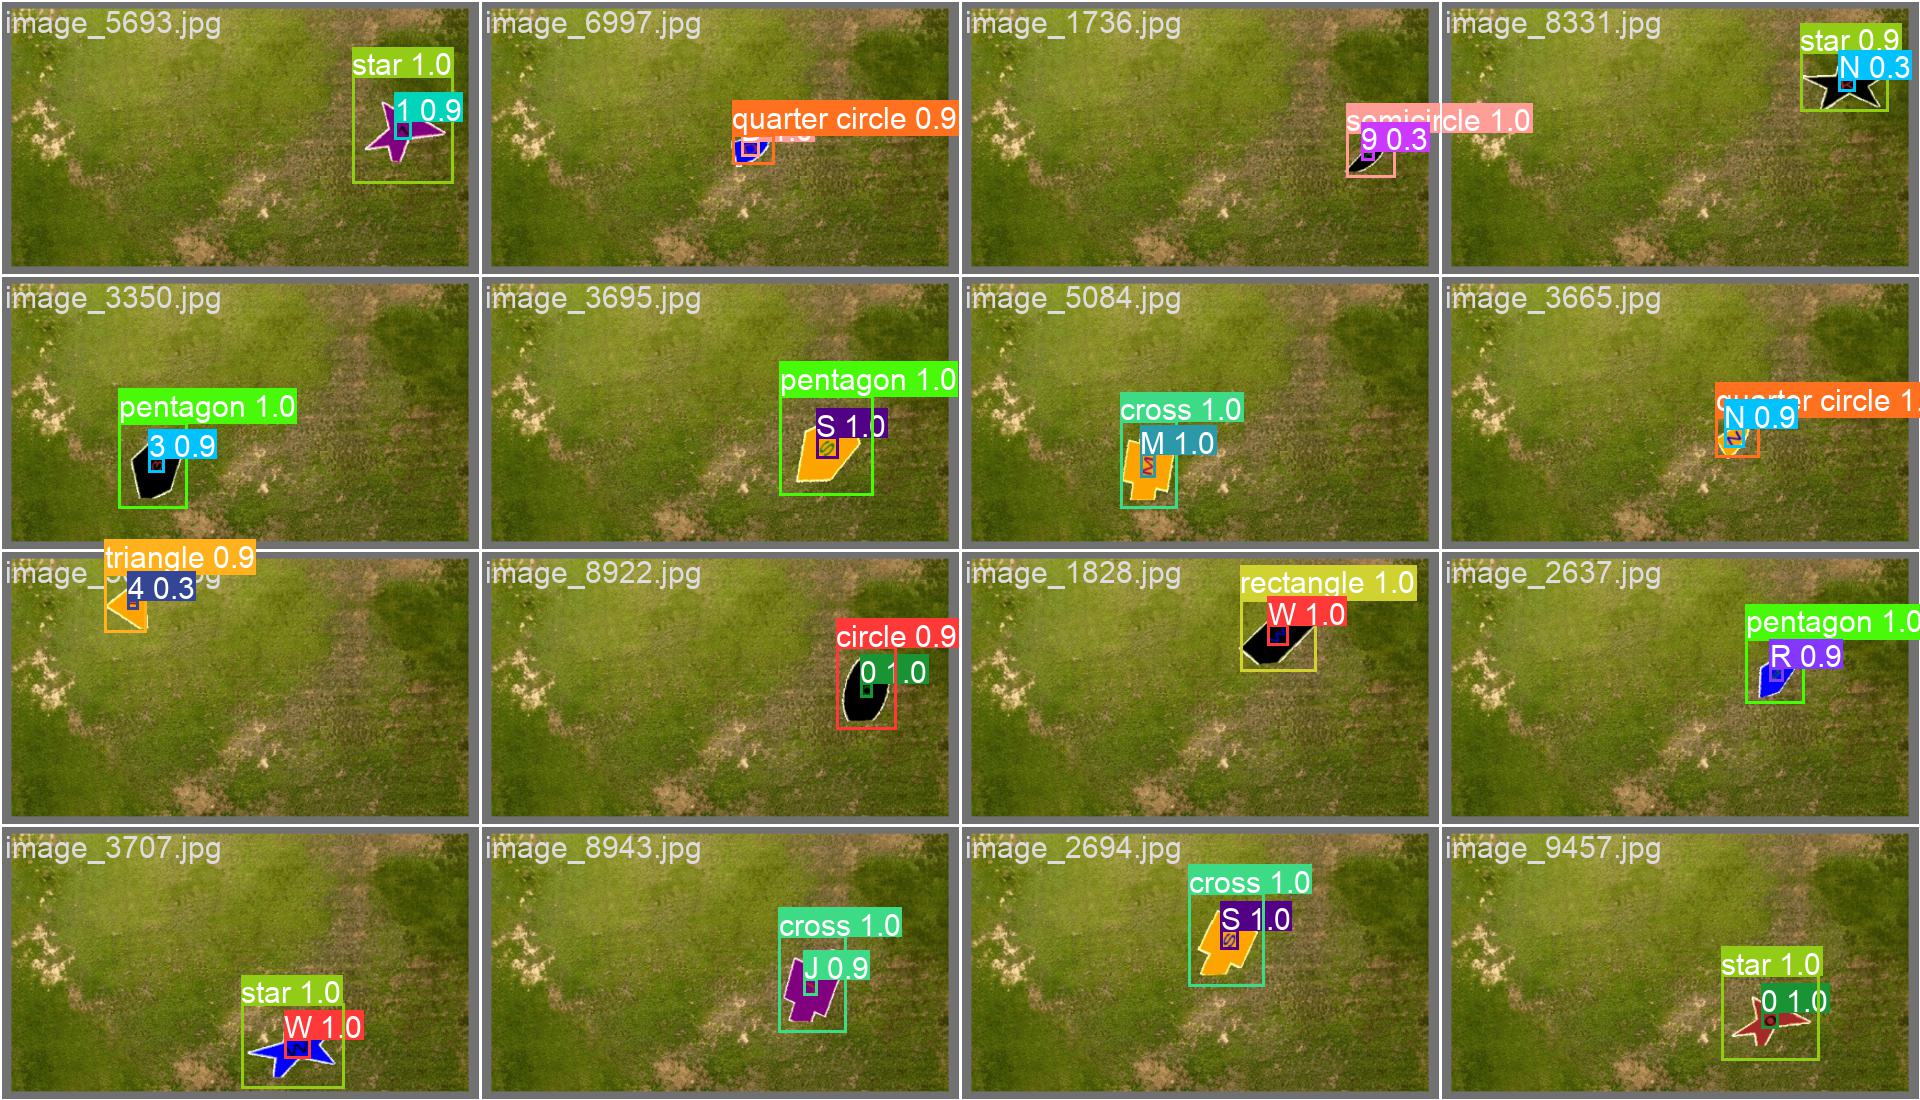 image_5693.jpg
star 1.0
1 0.9
image_6997.jpg
quarter circle 0.9
image_1736.jpg
semicircle 1.0
9 0.3
image_8331.jpg
star 0.9
N 0.3
image_3350.jpg
pentagon 1.0
3 0.9
image_3695.jpg
pentagon 1.0
S 1.0
image_5084.jpg
cross 1.0
M 1.0
image_3665.jpg
quarter circle 1.
N 0.9
triangle 0.9
4 0.3
image_8922.jpg
circle 0.9
0 1.0
image_1828.jpg
rectangle 1.0
W 1.0
image_2637.jpg
pentagon 1.0
R 0.9
image_3707.jpg
star 1.0
W 1.0
image_8943.jpg
cross 1.0
J 0.9
image_2694.jpg
cross 1.0
S 1.0
image_9457.jpg
star 1.0
0 1.0